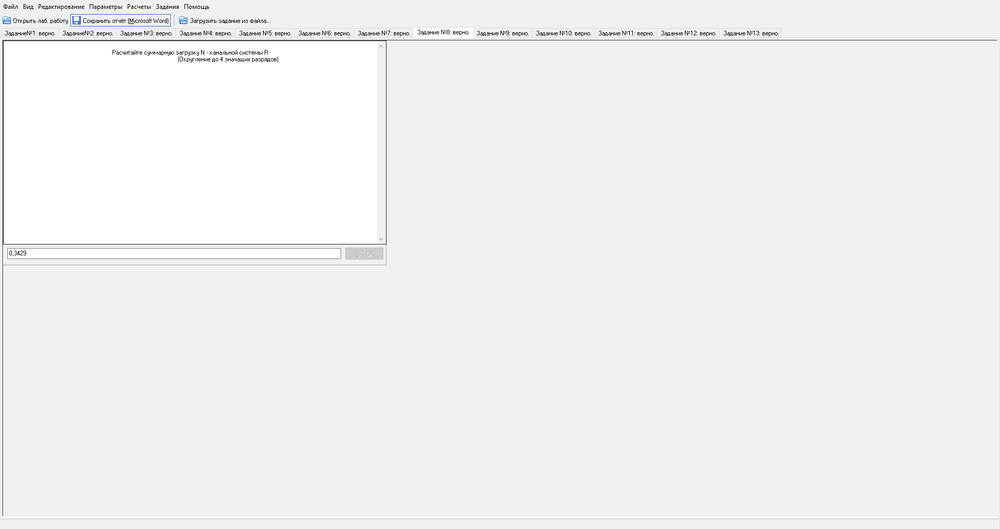 Файл Вид Редактирование Параметры Расчеты Задания Помощь
Открыть лаб. работу Сохранить отчёт (Microsoft Word) Загрузить задание из файла...
Задание№1: верно. Задание№2: верно. Задание №3: верно. Задание №4: верно. Задание №5: верно. Задание №6: верно. Задание №7: верно. Задание №8: верно. Задание №9: верно. Задание №10: верно. Задание №11: верно. Задание №12: верно. Задание №13: верно.
Расчитайте суммарную загрузку N - канальной системы R
(Округление до 4 значащих разрядов)
0,3429
OK